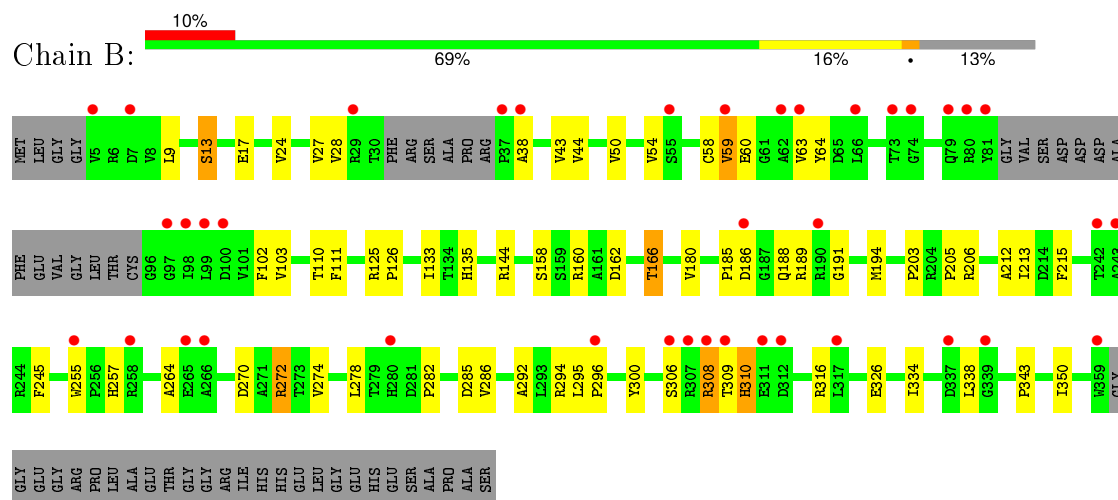 10%
Chain B:
69% 16% • 13%
MET LEU GLY GLY V5 R6 D7 V8 L9 S13 E17 V24 V27 V28 R29 T30 PHE ARG SER ALA PRO ARG P37 A38 V43 V44 V50 V54 S55 C58 V59 E60 G61 A62 V63 Y64 D65 L66 T73 G74 Q79 R80 Y81 GLY VAL SER ASP ASP ASP ALA
PHE GLU VAL GLY LEU THR CYS G96 G97 I98 L99 D100 V101 F102 V103 T110 F111 R125 P126 I133 T134 H135 R144 S158 S159 R160 A161 D162 T166 V180 P185 D186 G187 Q188 R189 R190 G191 M194 P203 R204 P205 R206 A212 I213 D214 F215 T242 A243
R244 F245 W255 P256 H257 R258 A264 E265 A266 D270 A271 R272 T273 V274 L278 T279 H280 D281 P282 D285 V286 A292 L293 R294 L295 P296 Y300 S306 R307 R308 T309 H310 E311 D312 R316 L317 E326 I334 D337 L338 G339 P343 I350 W359 GLY
GLY GLU GLY ARG PRO LEU ALA GLU THR GLY GLY ARG ILE HIS HIS GLU LEU GLY GLU HIS GLU SER ALA PRO ALA SER